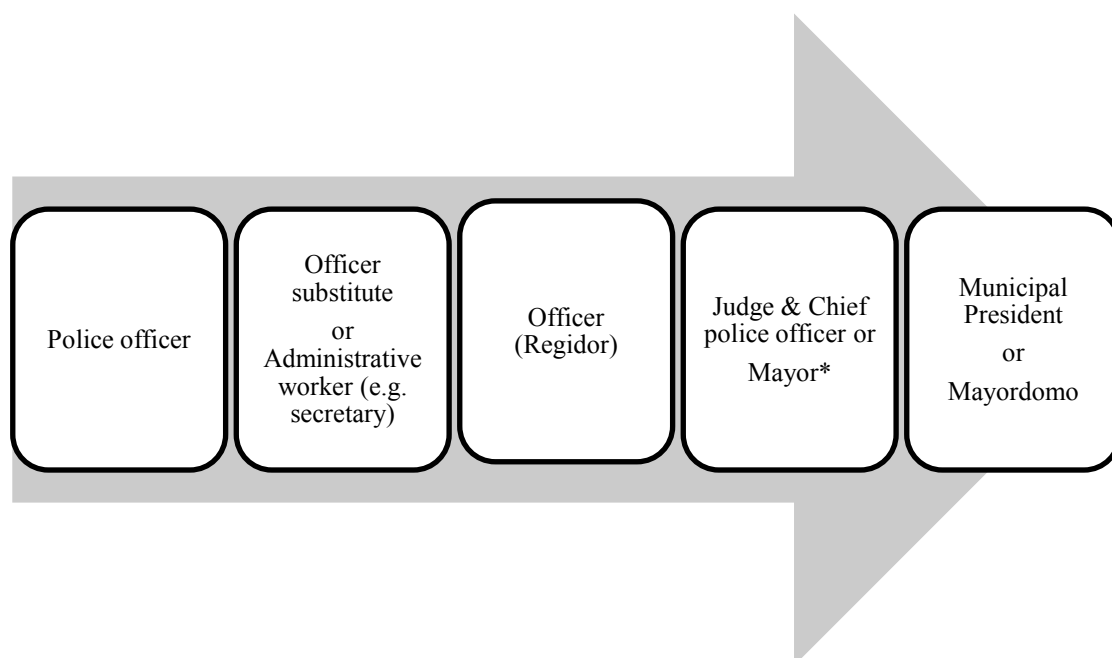 Police officer
Officer
substitute
or
Administrative
worker (e.g.
secretary)
Officer
(Regidor)
Judge & Chief
police officer or
Mayor*
Municipal
President
or
Mayordomo